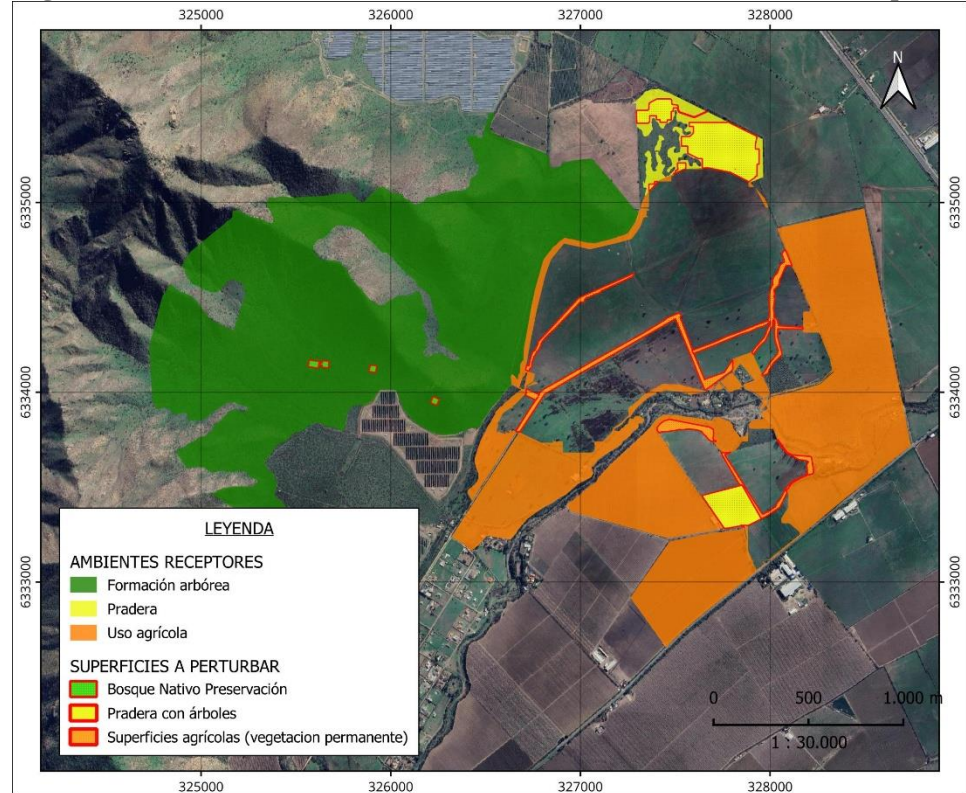 325000 326000 327000 328000
N
6335000 6335000
6334000 6334000
6333000 6333000
LEYENDA
AMBIENTES RECEPTORES
Formación arbórea
Pradera
Uso agrícola
SUPERFICIES A PERTURBAR
Bosque Nativo Preservación
Pradera con árboles
Superficies agrícolas (vegetacion permanente)
0 500 1.000 m
1 : 30.000
325000 326000 327000 328000